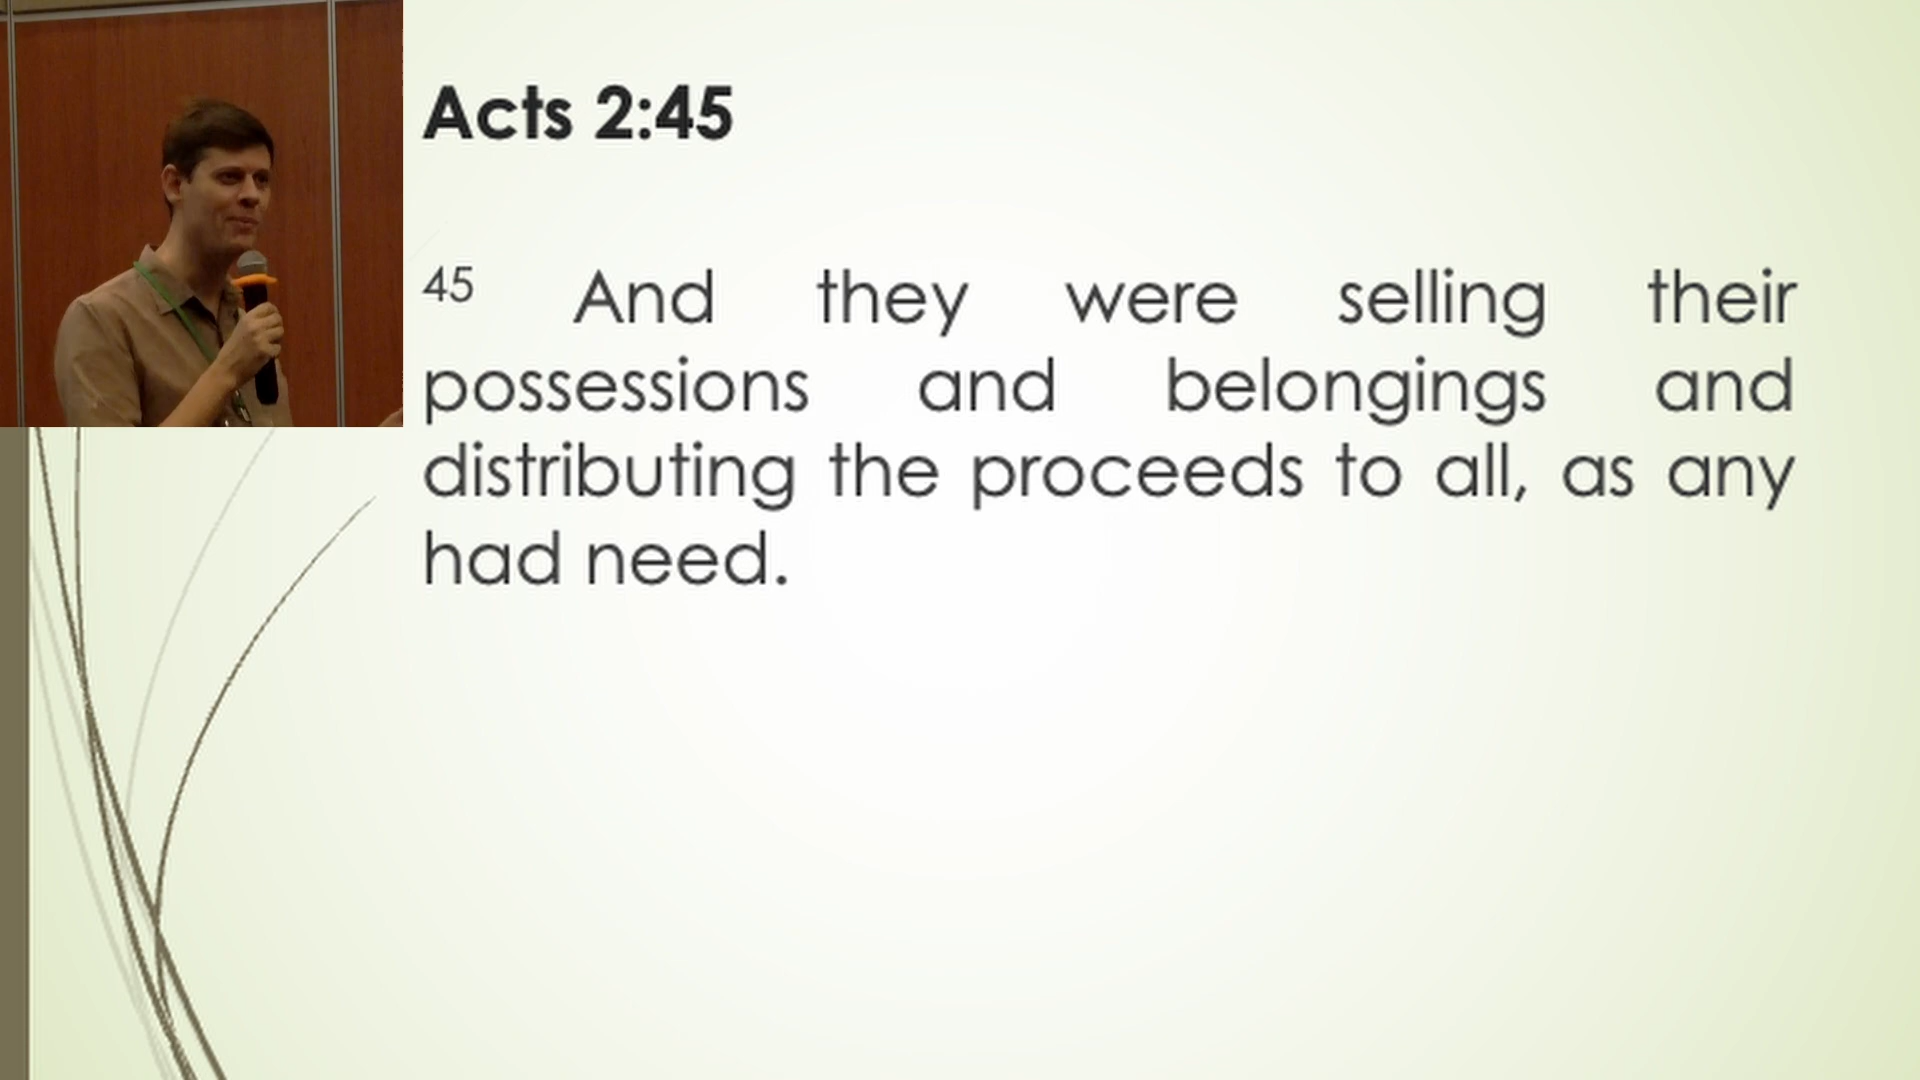 Acts 2:45
45 And they were selling their
possessions and belongings and
distributing the proceeds to all, as any
had need.